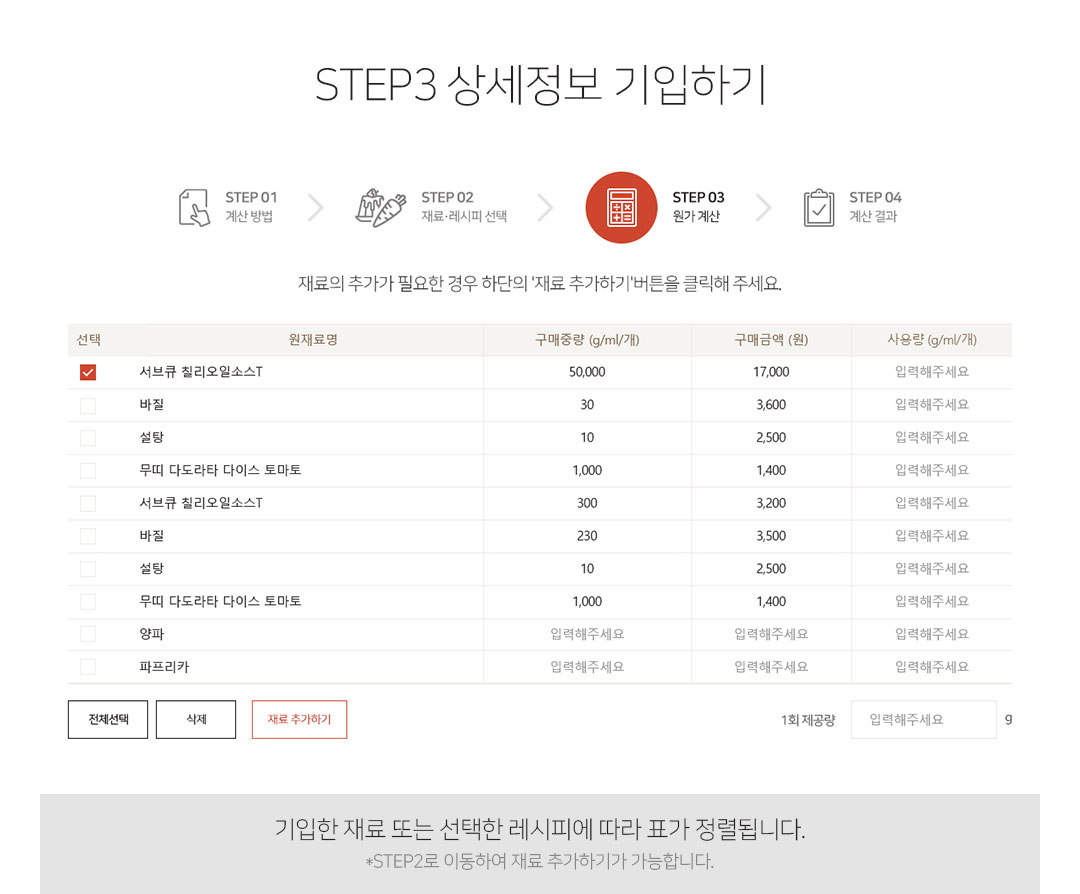 STEP3 상세정보 기입하기
STEP 01
계산 방법
STEP 02
재료·레시피 선택
STEP 03
원가 계산
STEP 04
계산 결과
재료의 추가가 필요한 경우 하단의 '재료 추가하기'버튼을 클릭해 주세요.
선택 원재료명 구매중량 (g/ml/개) 구매금액 (원) 사용량 (g/ml/개)
서브큐 칠리오일소스T 50,000 17,000 입력해주세요
바질 30 3,600 입력해주세요
설탕 10 2,500 입력해주세요
무띠 다도라타 다이스 토마토 1,000 1,400 입력해주세요
서브큐 칠리오일소스T 300 3,200 입력해주세요
바질 230 3,500 입력해주세요
설탕 10 2,500 입력해주세요
무띠 다도라타 다이스 토마토 1,000 1,400 입력해주세요
양파 입력해주세요 입력해주세요 입력해주세요
파프리카 입력해주세요 입력해주세요 입력해주세요
전체선택 삭제 재료 추가하기 1회 제공량 입력해주세요 g
기입한 재료 또는 선택한 레시피에 따라 표가 정렬됩니다.
*STEP2로 이동하여 재료 추가하기가 가능합니다.